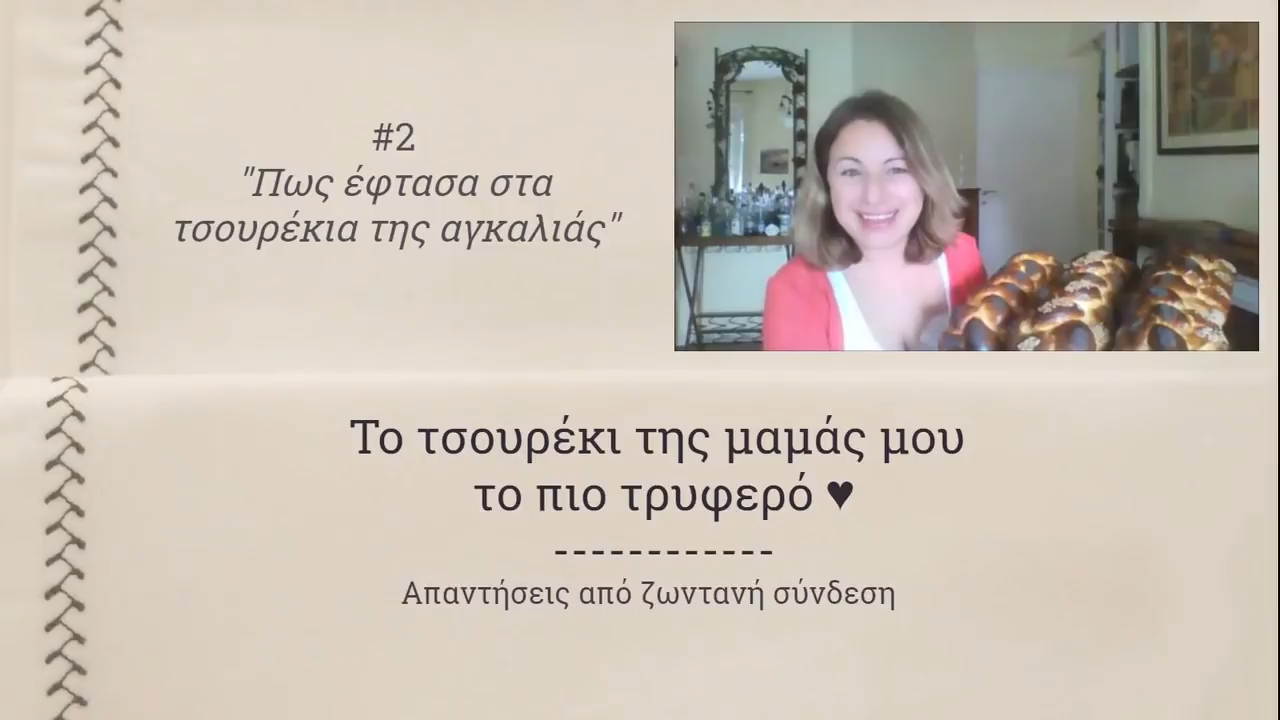 #2
"Πως έφτασα στα
τσουρέκια της αγκαλιάς"
Το τσουρέκι της μαμάς μου
το πιο τρυφερό ♥
------------
Απαντήσεις από ζωντανή σύνδεση